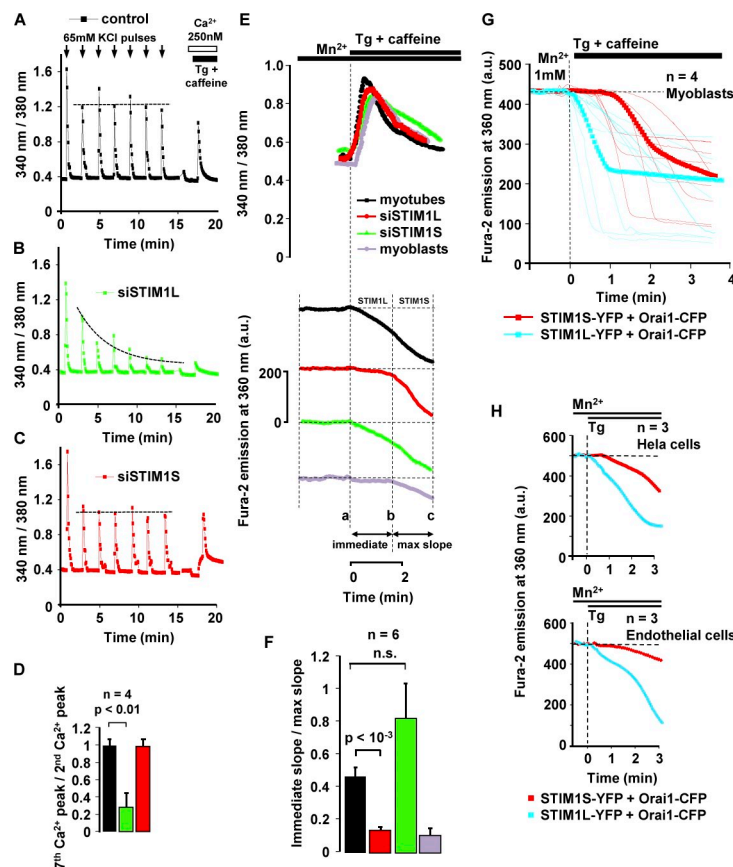 A
control
65mM KCl pulses
Ca²⁺
250nM
Tg +
caffeine
340 nm / 380 nm
1.6
1.2
0.8
0.4
0 5 10 15 20
Time (min)
B
siSTIM1L
340 nm / 380 nm
1.6
1.2
0.8
0.4
0 5 10 15 20
Time (min)
C
siSTIM1S
340 nm / 380 nm
1.6
1.2
0.8
0.4
0 5 10 15 20
Time (min)
D
n = 4
p < 0.01
7th Ca²⁺ peak / 2nd Ca²⁺ peak
1.2
1
0.8
0.6
0.4
0.2
0
E
Tg + caffeine
Mn²⁺
340 nm / 380 nm
1.0
0.8
0.6
0.4
0.2
0
myotubes
siSTIM1L
siSTIM1S
myoblasts
STIM1L STIM1S
Fura-2 emission at 360 nm (a.u.)
200
0
a b c
immediate max slope
0 2
Time (min)
F
n = 6
n.s.
p < 10⁻³
Immediate slope / max slope
1.2
1
0.8
0.6
0.4
0.2
0
G
Tg + caffeine
Mn²⁺
1mM
n = 4
Myoblasts
Fura-2 emission at 360 nm (a.u.)
500
400
300
200
100
0
0 1 2 3 4
Time (min)
STIM1S-YFP + Orai1-CFP
STIM1L-YFP + Orai1-CFP
H
Mn²⁺
Tg n = 3
Hela cells
600
400
200
0
0 1 2 3
Mn²⁺
Tg n = 3
Endothelial cells
Fura-2 emission at 360 nm (a.u.)
600
400
200
0
0 1 2 3
Time (min)
STIM1S-YFP + Orai1-CFP
STIM1L-YFP + Orai1-CFP